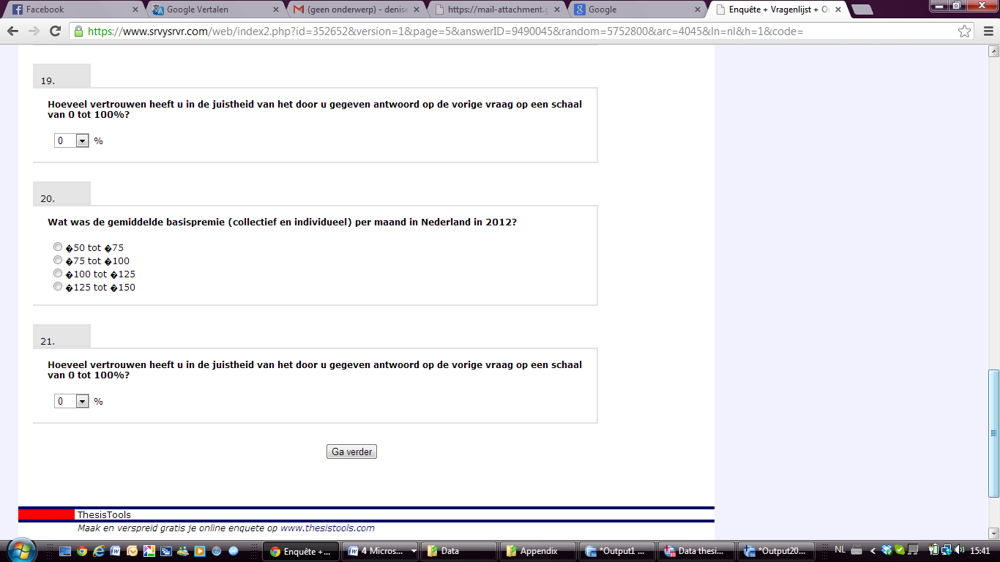 Facebook
Google Vertalen
(geen onderwerp) - denise
https://mail-attachment.g
Google
Enquête + Vragenlijst + O
https://www.srvysrvr.com/web/index2.php?id=352652&version=1&page=5&answerID=9490045&random=5752800&arc=4045&ln=nl&h=1&code=
19.
Hoeveel vertrouwen heeft u in de juistheid van het door u gegeven antwoord op de vorige vraag op een schaal
van 0 tot 100%?
0 %
20.
Wat was de gemiddelde basispremie (collectief en individueel) per maand in Nederland in 2012?
�50 tot �75
�75 tot �100
�100 tot �125
�125 tot �150
21.
Hoeveel vertrouwen heeft u in de juistheid van het door u gegeven antwoord op de vorige vraag op een schaal
van 0 tot 100%?
0 %
Ga verder
ThesisTools
Maak en verspreid gratis je online enquete op www.thesistools.com
Enquête +...
4 Micros...
Data
Appendix
*Output1 ...
Data thesi...
*Output20...
NL
15:41